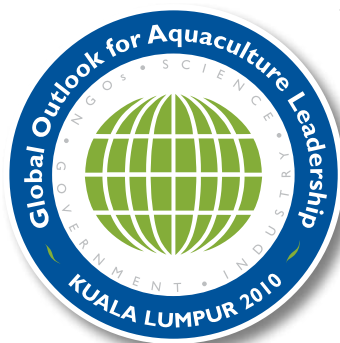 Global Outlook for Aquaculture Leadership
GOVERNMENT • NGOs • SCIENCE • INDUSTRY •
KUALA LUMPUR 2010